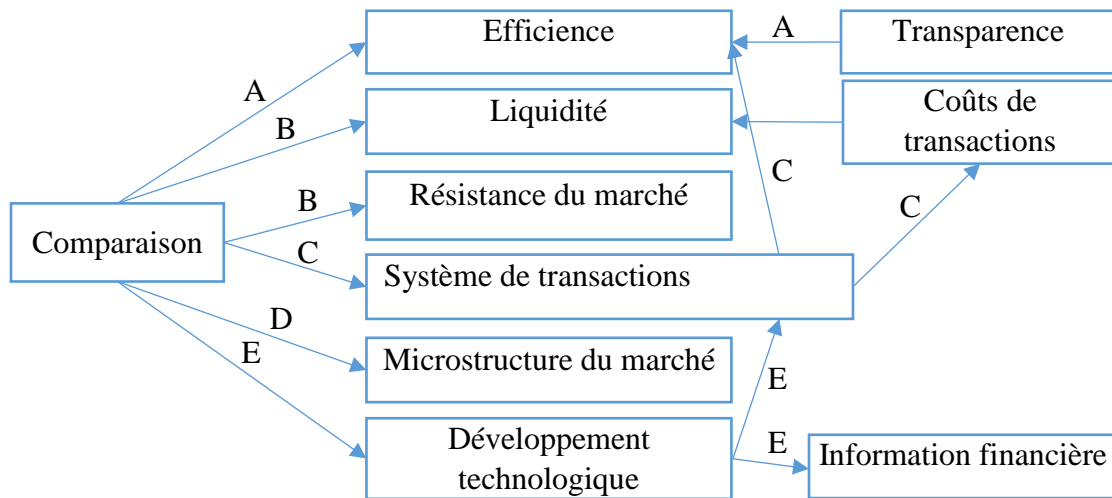 Efficience
A
Transparence
A
Liquidité
Coûts de
transactions
B
C
B
Résistance du marché
C
Comparaison
C
Système de transactions
D
Microstructure du marché
E
E
Développement
technologique
E
Information financière